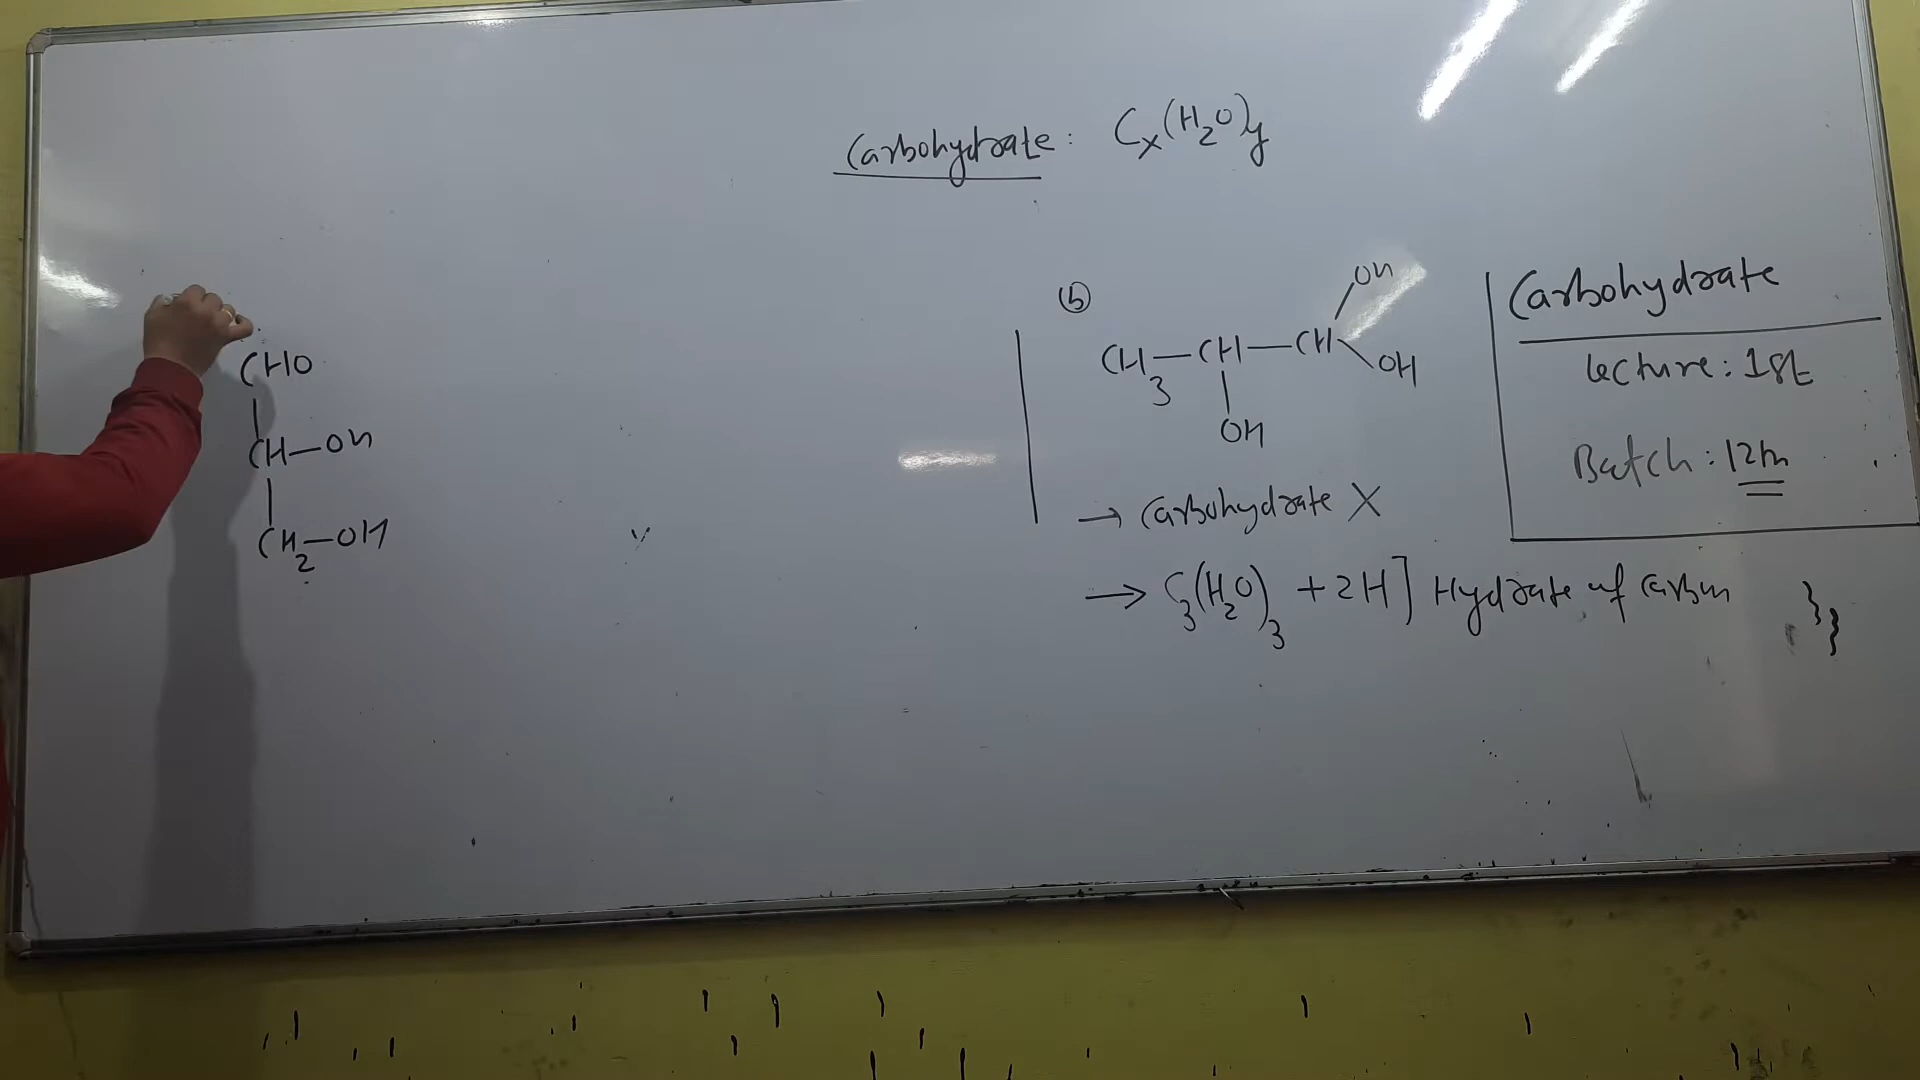 Carbohydrate: Cx(H2O)y
CHO
CH—OH
CH2—OH
(b)
OH
CH3—CH—CH
OH
OH
→ Carbohydrate X
→ C3(H2O)3 + 2H] Hydrate of Carbon
Carbohydrate
Lecture: 1st
Batch: 12th